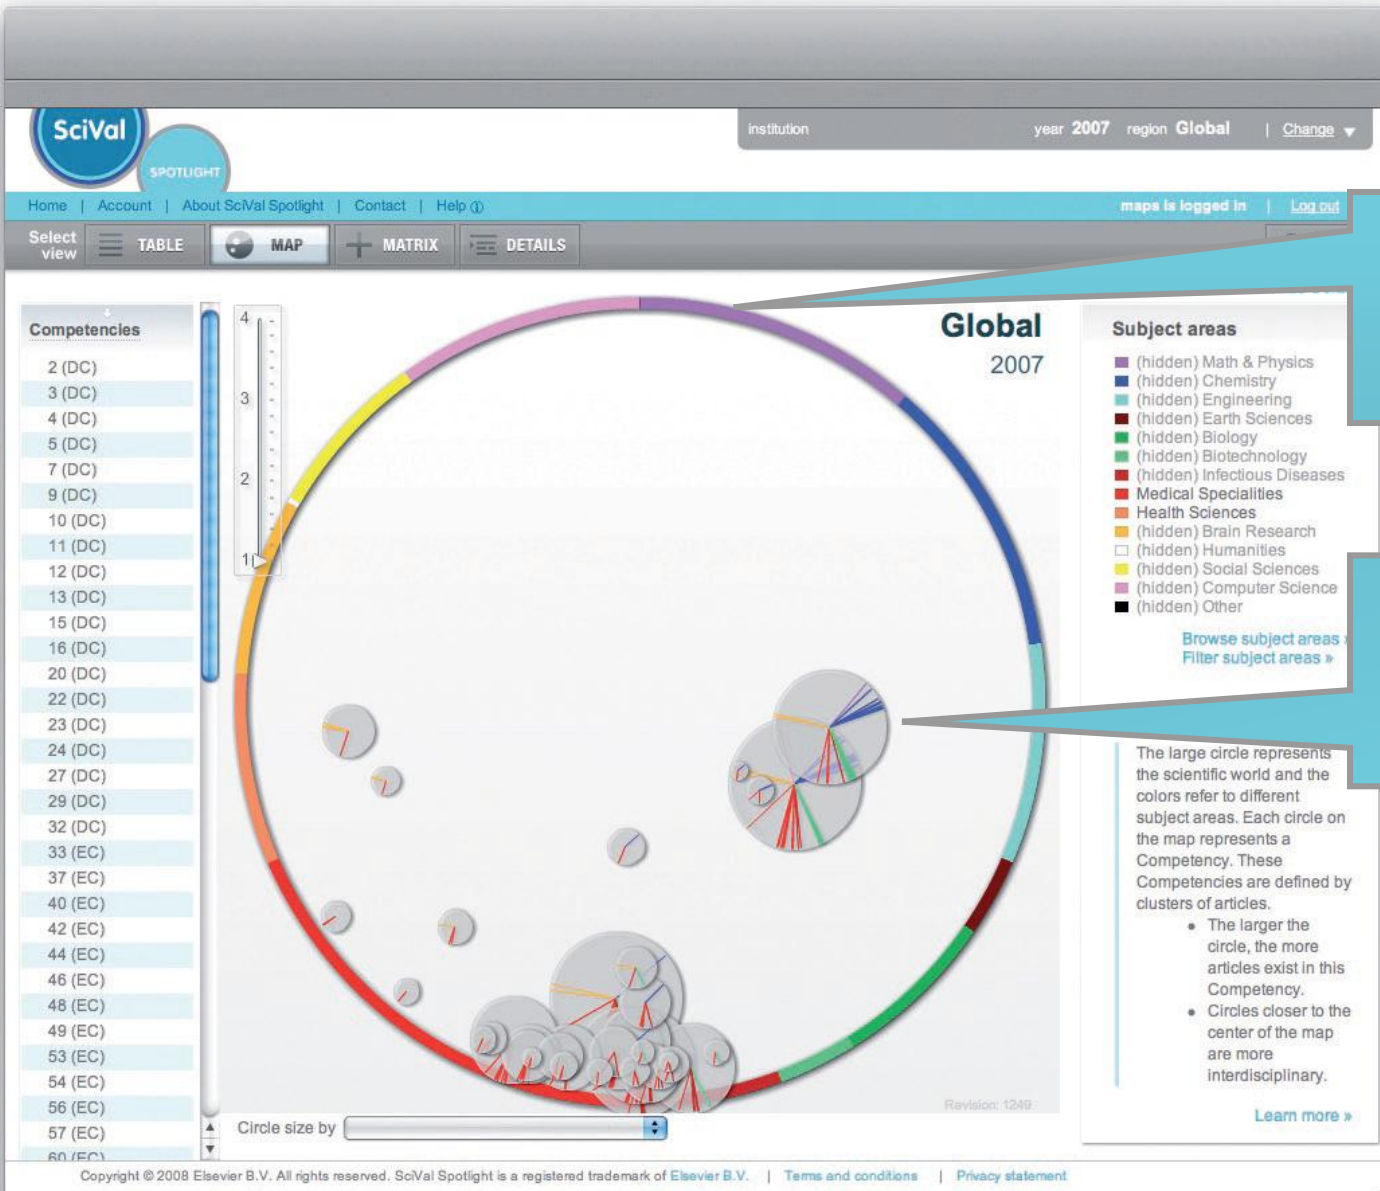 SciVal
SPOTLIGHT
institution
year 2007 region Global | Change
Home | Account | About SciVal Spotlight | Contact | Help
maps is logged in | Log out
Select view
TABLE
MAP
MATRIX
DETAILS
Competencies
2 (DC)
3 (DC)
4 (DC)
5 (DC)
7 (DC)
9 (DC)
10 (DC)
11 (DC)
12 (DC)
13 (DC)
15 (DC)
16 (DC)
20 (DC)
22 (DC)
23 (DC)
24 (DC)
27 (DC)
29 (DC)
32 (DC)
33 (EC)
37 (EC)
40 (EC)
42 (EC)
44 (EC)
46 (EC)
48 (EC)
49 (EC)
53 (EC)
54 (EC)
56 (EC)
57 (EC)
60 (EC)
4
3
2
1
Global
2007
Revision: 1249
Circle size by
Subject areas
(hidden) Math & Physics
(hidden) Chemistry
(hidden) Engineering
(hidden) Earth Sciences
(hidden) Biology
(hidden) Biotechnology
(hidden) Infectious Diseases
Medical Specialities
Health Sciences
(hidden) Brain Research
(hidden) Humanities
(hidden) Social Sciences
(hidden) Computer Science
(hidden) Other
Browse subject areas
Filter subject areas »
The large circle represents
the scientific world and the
colors refer to different
subject areas. Each circle on
the map represents a
Competency. These
Competencies are defined by
clusters of articles.
• The larger the
circle, the more
articles exist in this
Competency.
• Circles closer to the
center of the map
are more
interdisciplinary.
Learn more »
Copyright © 2008 Elsevier B.V. All rights reserved. SciVal Spotlight is a registered trademark of Elsevier B.V. | Terms and conditions | Privacy statement